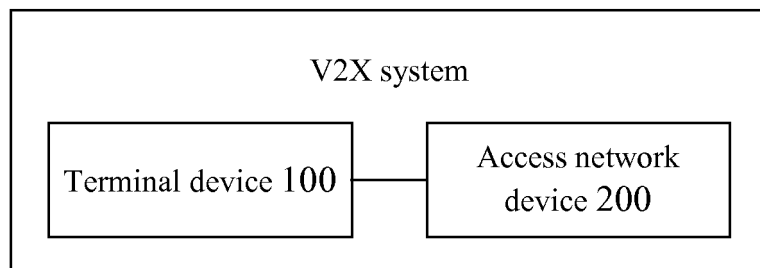 V2X system
Terminal device 100
Access network
device 200